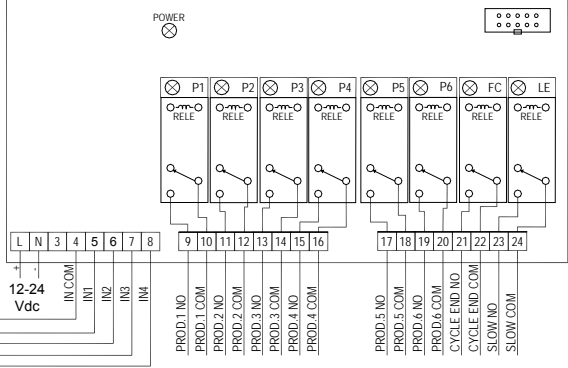 POWER
P1 P2 P3 P4 P5 P6 FC LE
RELE RELE RELE RELE RELE RELE RELE RELE
L N 3 4 5 6 7 8
9 10 11 12 13 14 15 16
17 18 19 20 21 22 23 24
+ -
12-24
Vdc
IN COM
IN1
IN2
IN3
IN4
PROD.1 NO
PROD.1 COM
PROD.2 NO
PROD.2 COM
PROD.3 NO
PROD.3 COM
PROD.4 NO
PROD.4 COM
PROD.5 NO
PROD.5 COM
PROD.6 NO
PROD.6 COM
CYCLE END NO
CYCLE END COM
SLOW NO
SLOW COM